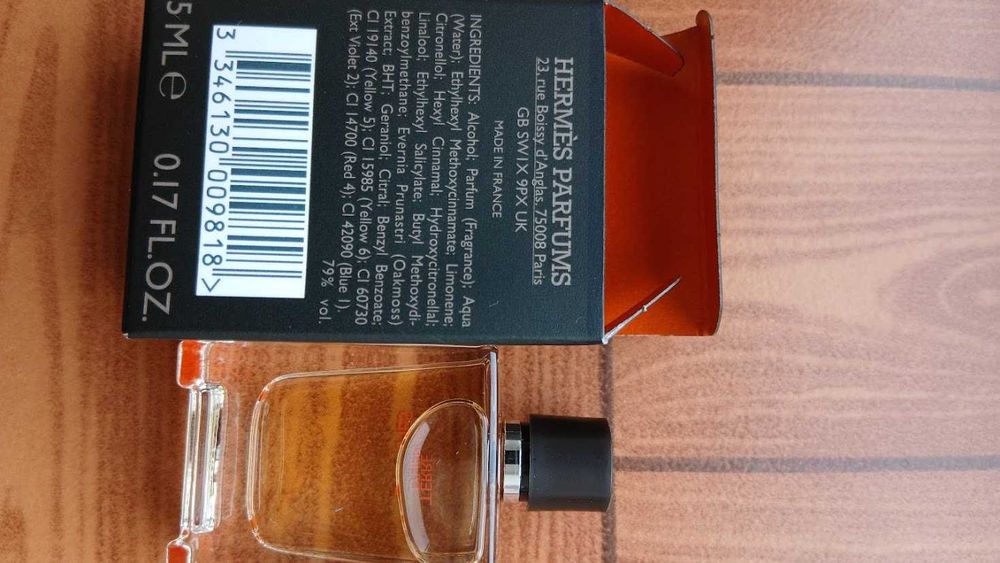 HERMÈS PARFUMS
23, rue Boissy d'Anglas, 75008 Paris
GB SW1X 9PX UK
MADE IN FRANCE
INGREDIENTS: Alcohol; Parfum (Fragrance); Aqua
(Water); Ethylhexyl Methoxycinnamate; Limonene;
Citronellol; Hexyl Cinnamal; Hydroxycitronellal;
Linalool; Ethylhexyl Salicylate; Butyl Methoxydi-
benzoylmethane; Evernia Prunastri (Oakmoss)
Extract; BHT; Geraniol; Citral; Benzyl Benzoate;
CI 19140 (Yellow 5); CI 15985 (Yellow 6); CI 60730
(Ext Violet 2); CI 14700 (Red 4); CI 42090 (Blue 1).
79% vol.
3 346130 009818 >
5 ML e 0.17 FL.OZ.